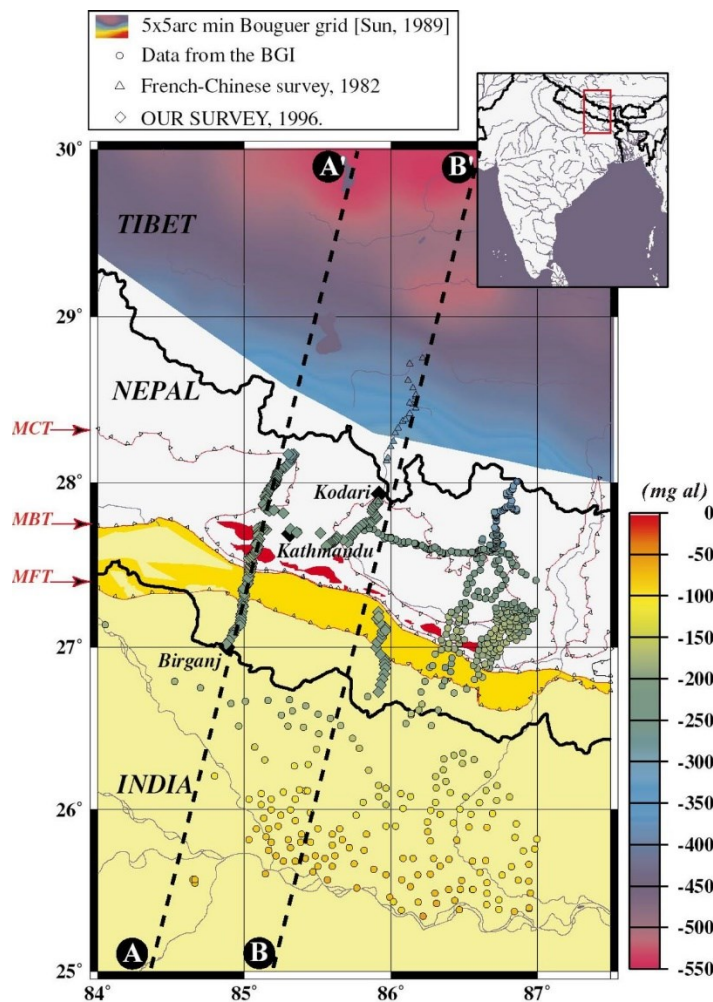 5x5arc min Bouguer grid [Sun, 1989]
Data from the BGI
French-Chinese survey, 1982
OUR SURVEY, 1996.
30°
A'
B'
TIBET
29°
NEPAL
MCT
28°
Kodari
(mg al)
MBT
Kathmandu
MFT
27°
Birganj
INDIA
26°
A
B
25°
84°
85°
86°
87°
0
-50
-100
-150
-200
-250
-300
-350
-400
-450
-500
-550